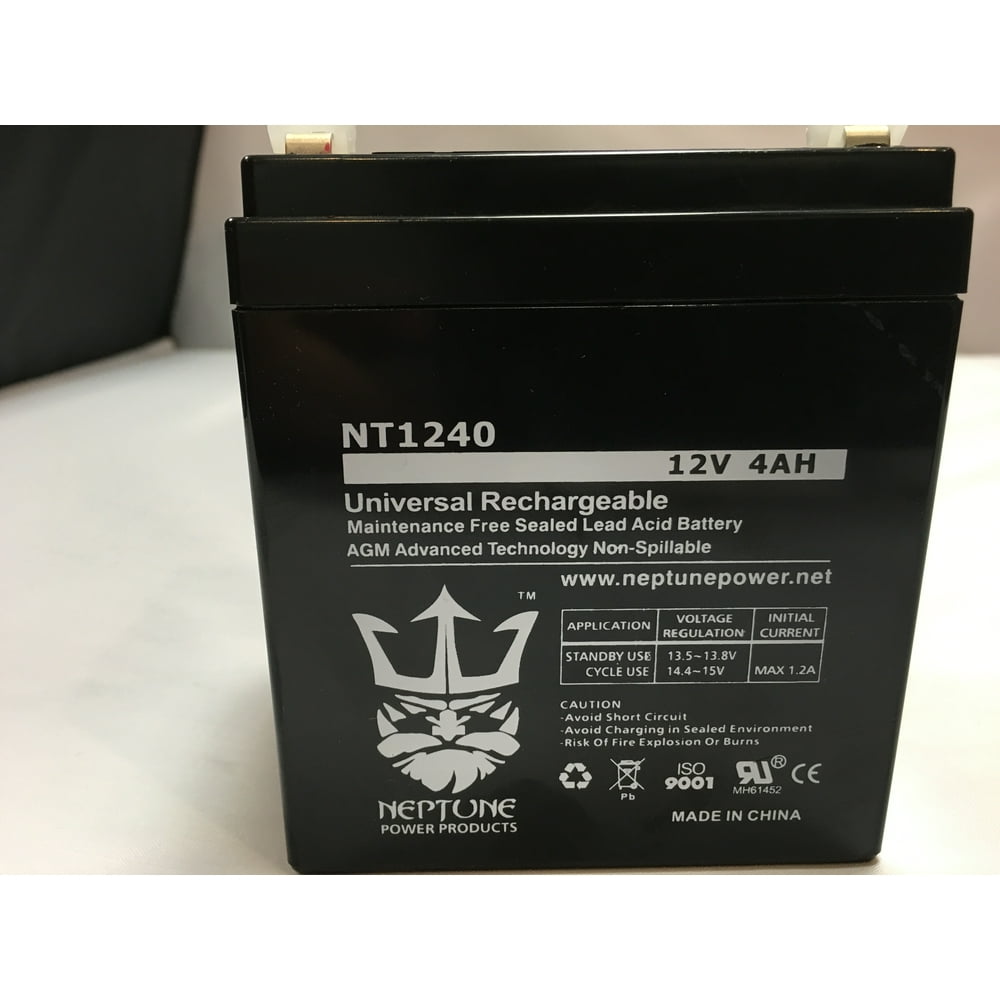 NT1240
12V 4AH
Universal Rechargeable
Maintenance Free Sealed Lead Acid Battery
AGM Advanced Technology Non-Spillable
www.neptunepower.net
TM
APPLICATION VOLTAGE REGULATION INITIAL CURRENT
STANDBY USE 13.5~13.8V
CYCLE USE 14.4~15V MAX 1.2A
CAUTION
-Avoid Short Circuit
-Avoid Charging in Sealed Environment
-Risk Of Fire Explosion Or Burns
Pb
ISO 9001
RU®
MH61452
CE
NEPTUNE
POWER PRODUCTS
MADE IN CHINA